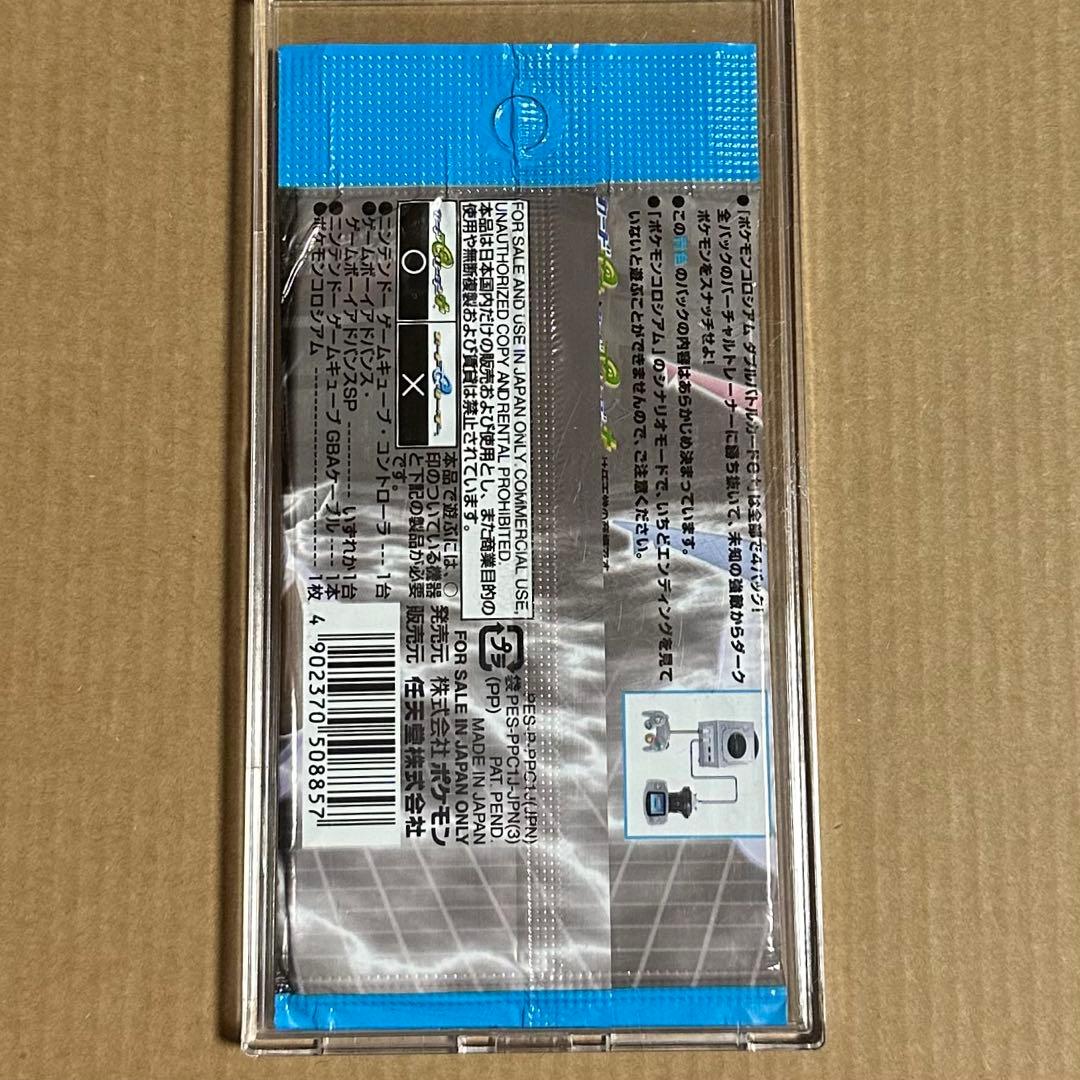 ●「ポケモンコロシアム ダブルバトルカードe+」は全部で4パック!
全パックのバーチャルトレーナーに勝ち抜いて、未知の強敵からダーク
ポケモンをスナッチせよ!
●この のパックの内容はあらかじめ決まっています。
●「ポケモンコロシアム」のシナリオモードで、いちどエンディングを見て
いないと遊ぶことができませんので、ご注意ください。
カード
FOR SALE AND USE IN JAPAN ONLY. COMMERCIAL USE,
UNAUTHORIZED COPY AND RENTAL PROHIBITED.
本品は日本国内だけの販売および使用とし、また商業目的の
使用や無断複製および賃貸は禁止されています。
○
×
本品で遊ぶには、○
印のついている機器
と下記の製品が必要
です。
●ニンテンドー ゲームキューブ・コントローラ --- 1台
●ゲームボーイアドバンス・
ゲームボーイアドバンスSP -------- いずれか1台
●ニンテンドー ゲームキューブ GBAケーブル --- 1本
●ポケモンコロシアム ---------------------- 1枚
PES-P-PPC1J(JPN)
プラ
袋 PES-PPC1J-JPN(3)
(PP)
PAT. PEND.
MADE IN JAPAN
FOR SALE IN JAPAN ONLY
発売元 株式会社 ポケモン
販売元 任天堂株式会社
4 902370 508857